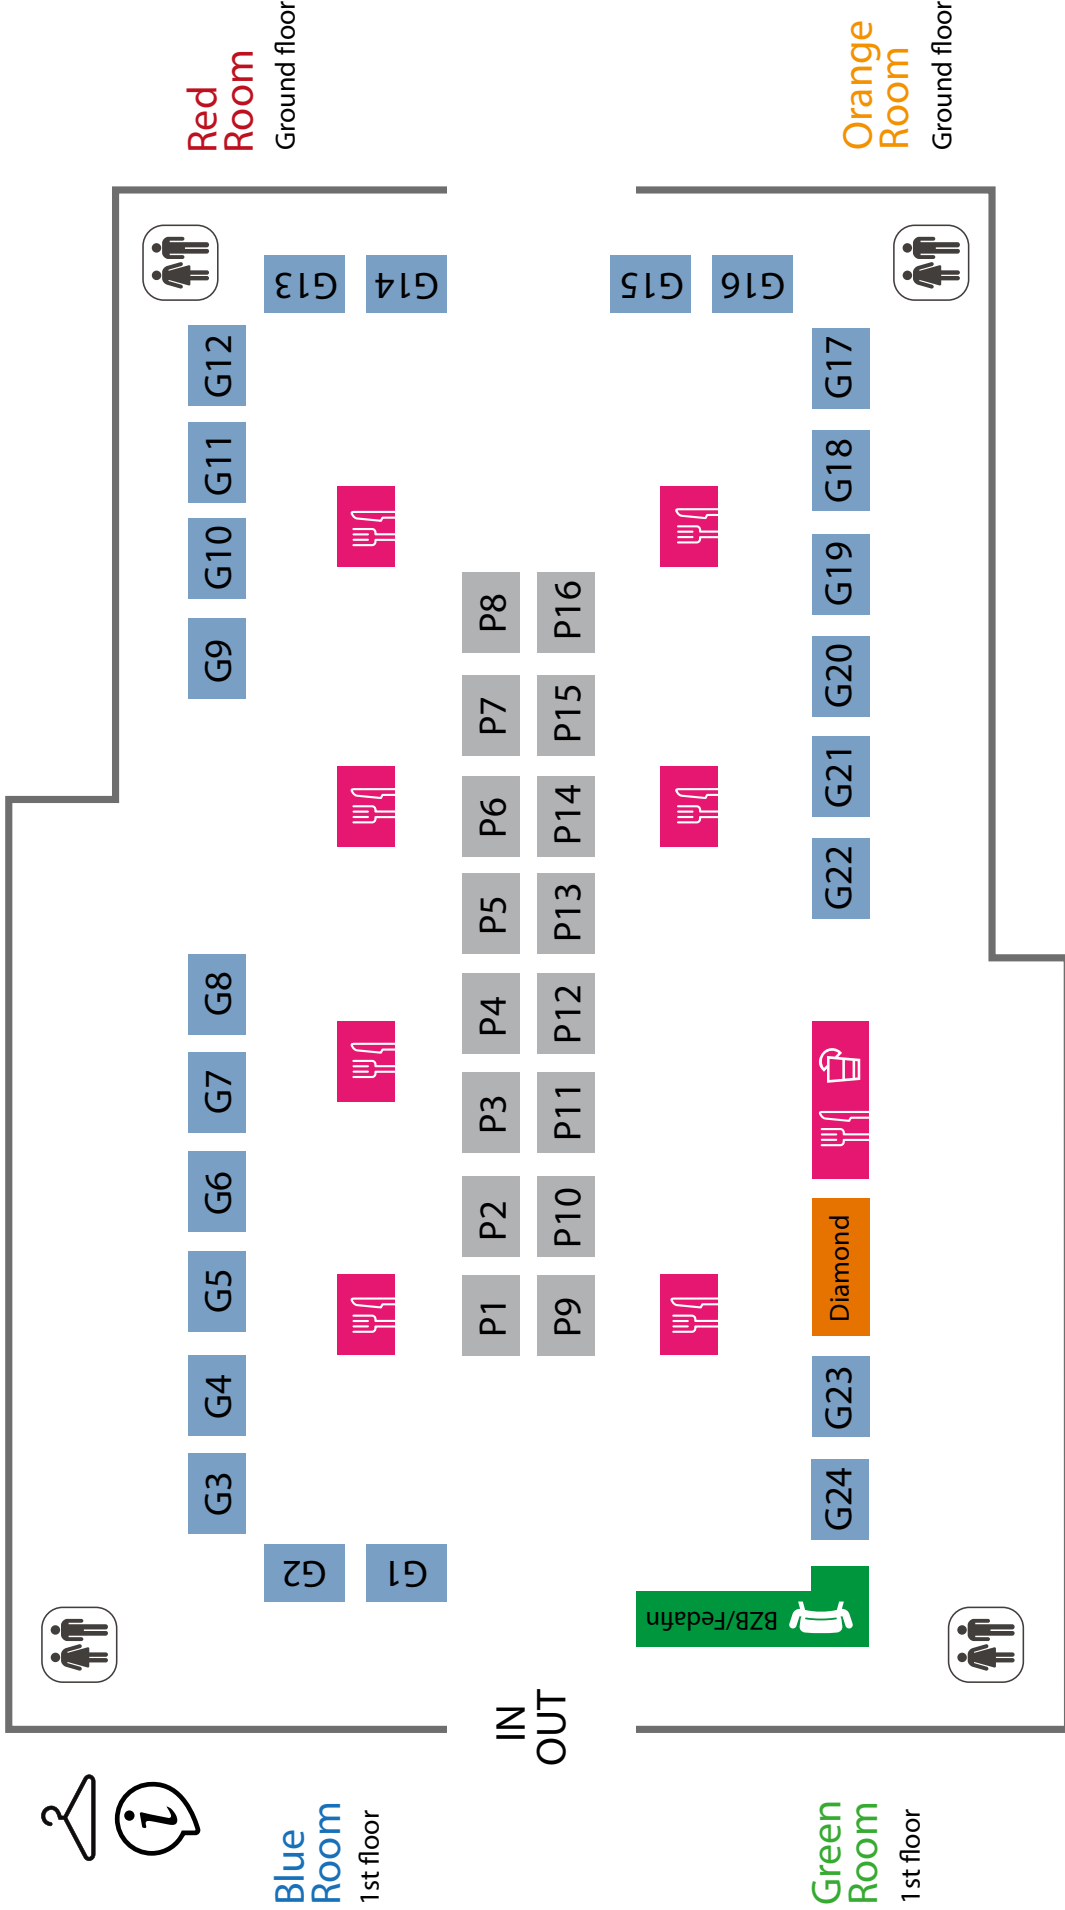 Red
Room
Ground floor
Orange
Room
Ground floor
G13
G14
G15
G16
G12
G11
G10
G9
G8
G7
G6
G5
G4
G3
G2
G1
P8
P7
P6
P5
P4
P3
P2
P1
P16
P15
P14
P13
P12
P11
P10
P9
G17
G18
G19
G20
G21
G22
Diamond
G23
G24
BZB/Fedafin
IN
OUT
i
Blue
Room
1st floor
Green
Room
1st floor